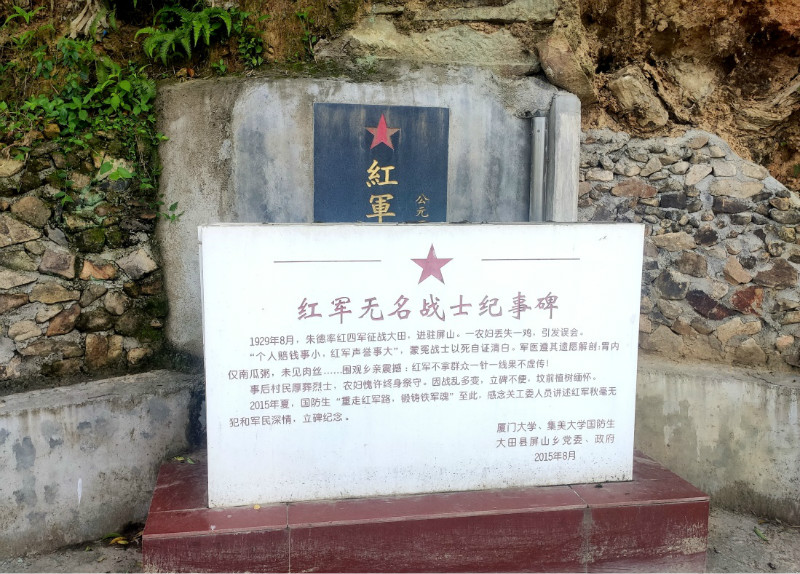 紅軍
公元
红军无名战士纪事碑
1929年8月，朱德率红四军征战大田，进驻屏山。一农妇丢失一鸡，引发误会。
“个人赔钱事小，红军声誉事大”，蒙冤战士以死自证清白。军医遵其遗愿解剖：胃内
仅南瓜粥，未见肉丝……围观乡亲震撼：红军不拿群众一针一线果不虚传！
事后村民厚葬烈士，农妇愧许终身祭守。因战乱多变，立碑不便，坟前植树缅怀。
2015年夏，国防生“重走红军路，锻铸铁军魂”至此，感念关工委人员讲述红军秋毫无
犯和军民深情，立碑纪念。
厦门大学、集美大学国防生
大田县屏山乡党委、政府
2015年8月